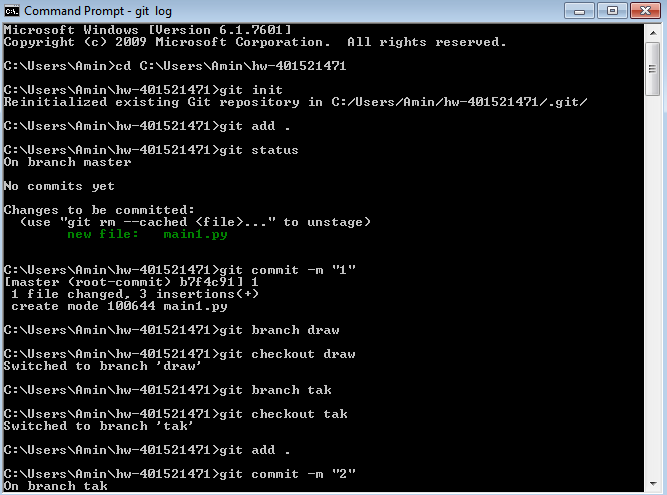 Command Prompt - git  log
Microsoft Windows [Version 6.1.7601]
Copyright (c) 2009 Microsoft Corporation.  All rights reserved.
C:\Users\Amin>cd C:\Users\Amin\hw-401521471
C:\Users\Amin\hw-401521471>git init
Reinitialized existing Git repository in C:/Users/Amin/hw-401521471/.git/
C:\Users\Amin\hw-401521471>git add .
C:\Users\Amin\hw-401521471>git status
On branch master
No commits yet
Changes to be committed:
  (use "git rm --cached <file>..." to unstage)
        new file:   main1.py
C:\Users\Amin\hw-401521471>git commit -m "1"
[master (root-commit) b7f4c91] 1
 1 file changed, 3 insertions(+)
 create mode 100644 main1.py
C:\Users\Amin\hw-401521471>git branch draw
C:\Users\Amin\hw-401521471>git checkout draw
Switched to branch 'draw'
C:\Users\Amin\hw-401521471>git branch tak
C:\Users\Amin\hw-401521471>git checkout tak
Switched to branch 'tak'
C:\Users\Amin\hw-401521471>git add .
C:\Users\Amin\hw-401521471>git commit -m "2"
On branch tak